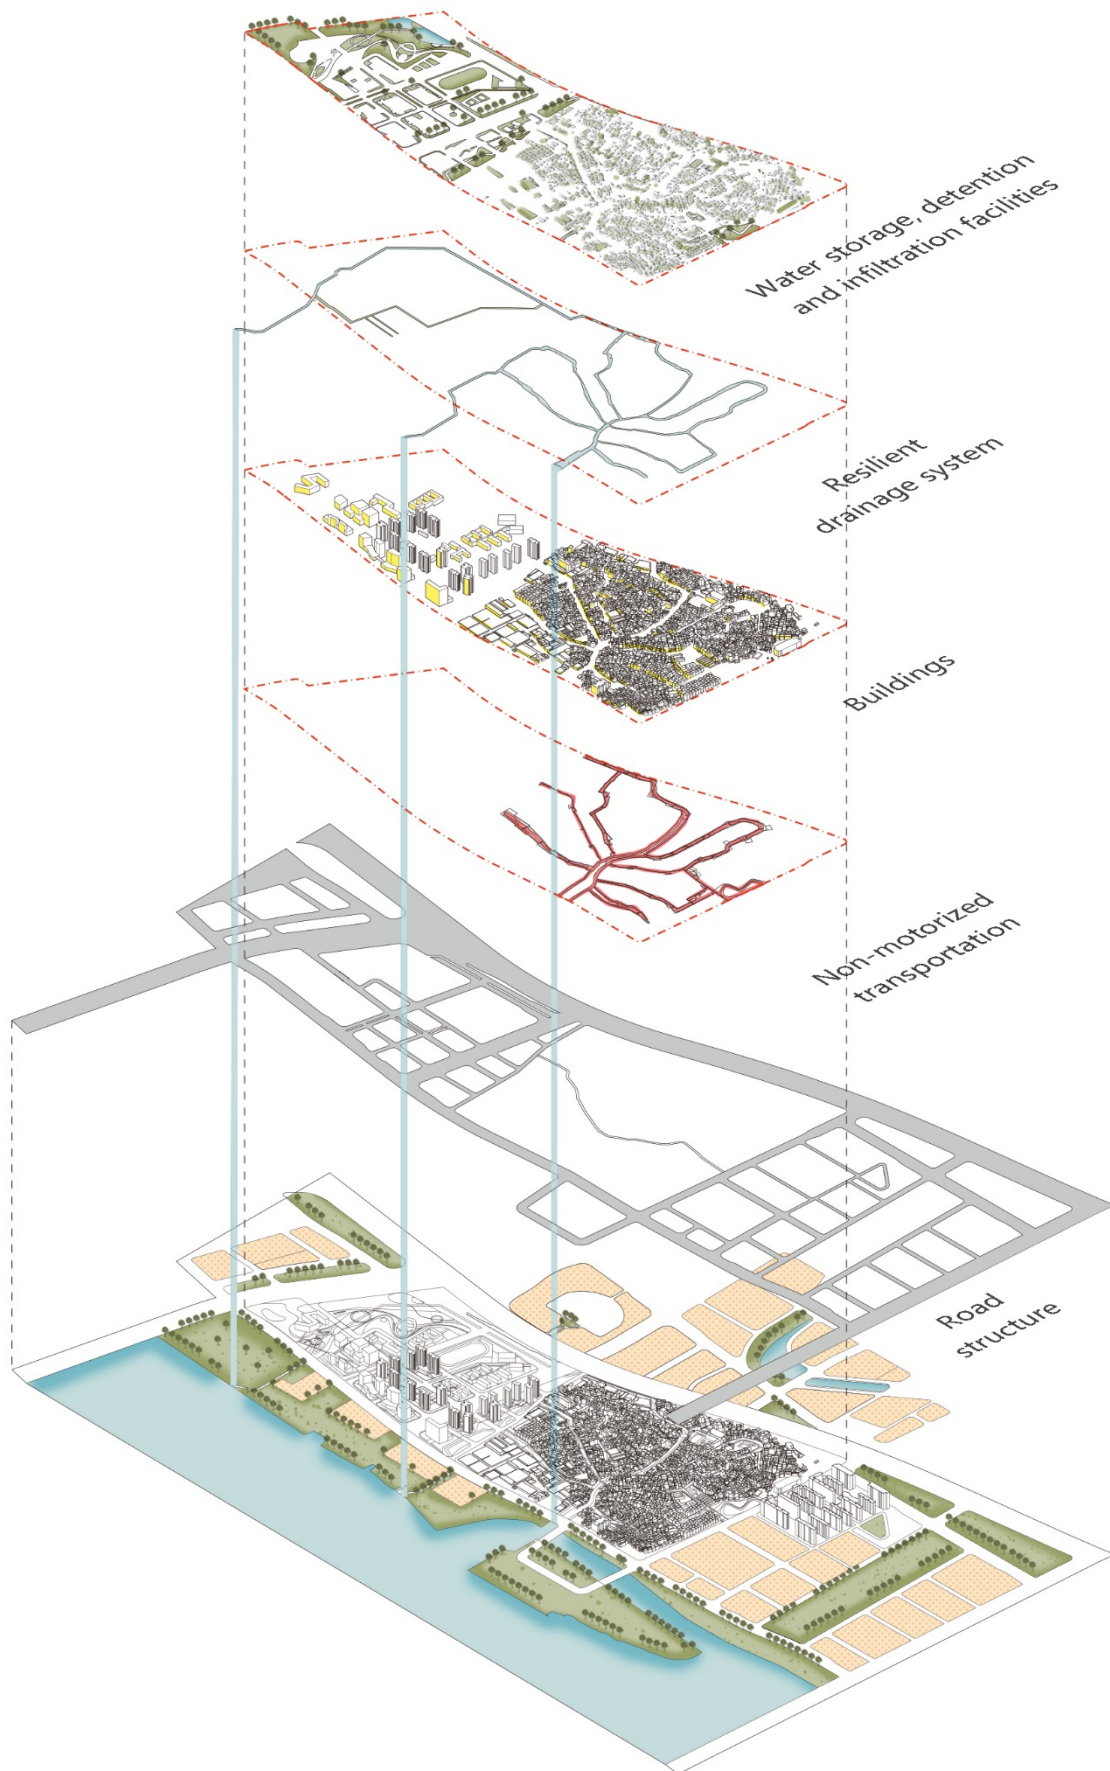 Water storage, detention
and infiltration facilities
Resilient
drainage system
Buildings
Non-motorized
transportation
Road
structure